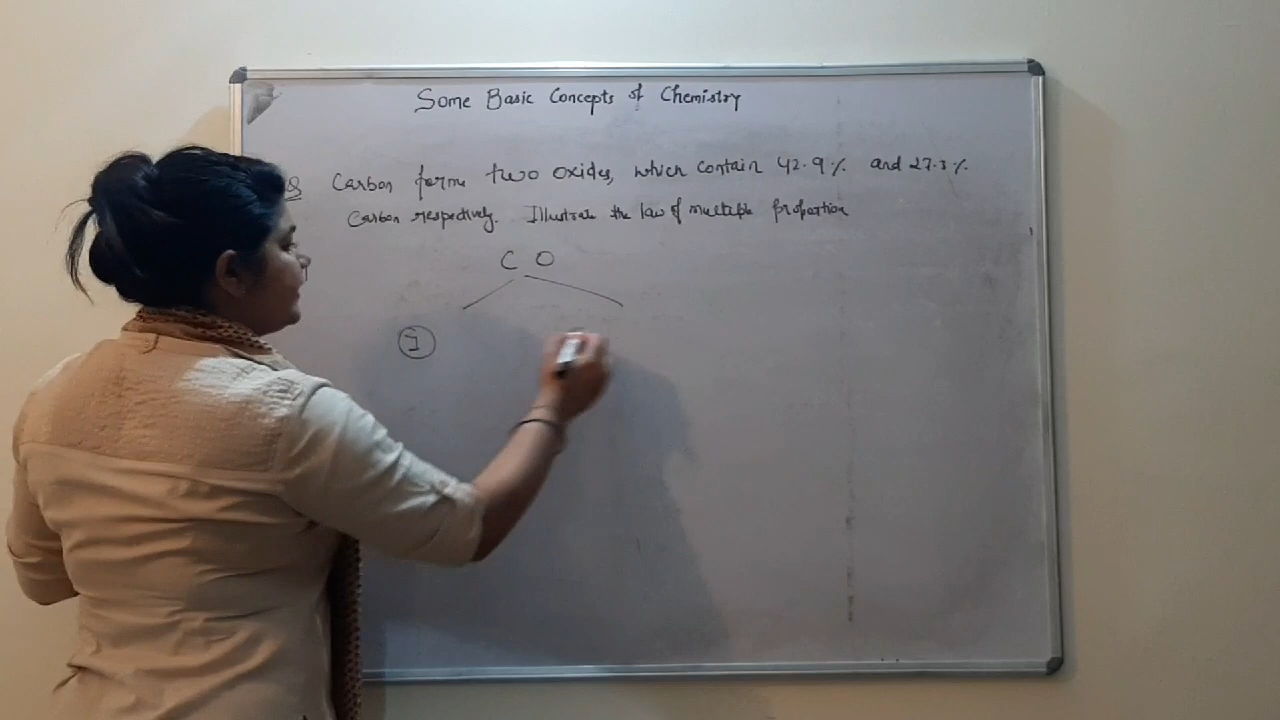 Some Basic Concepts of Chemistry
Q Carbon forms two oxides, which contain 42.9% and 27.3%
Carbon respectively. Illustrate the law of multiple proportion
C O
I